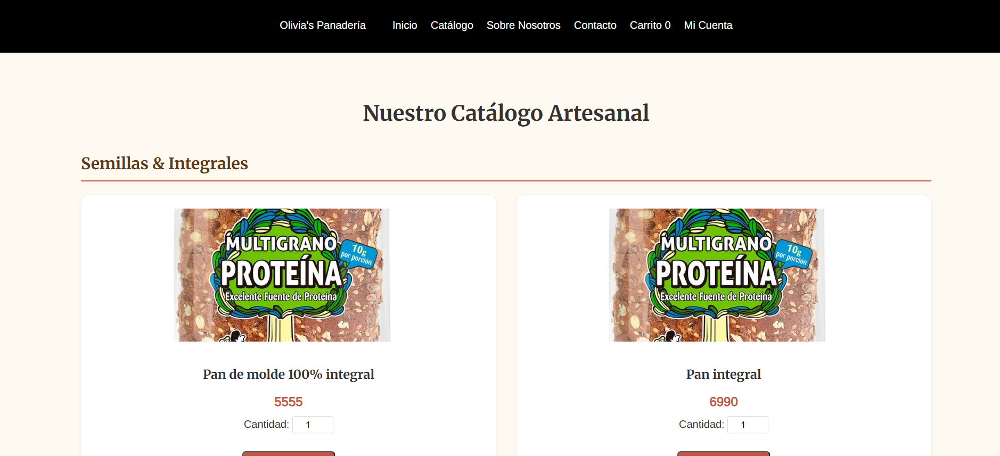 Olivia's Panadería Inicio Catálogo Sobre Nosotros Contacto Carrito 0 Mi Cuenta
Nuestro Catálogo Artesanal
Semillas & Integrales
MULTIGRANO
10g
por porción
PROTEÍNA
Excelente Fuente de Proteína
MULTIGRANO
10g
por porción
PROTEÍNA
Excelente Fuente de Proteína
Pan de molde 100% integral
5555
Cantidad: 1
Pan integral
6990
Cantidad: 1